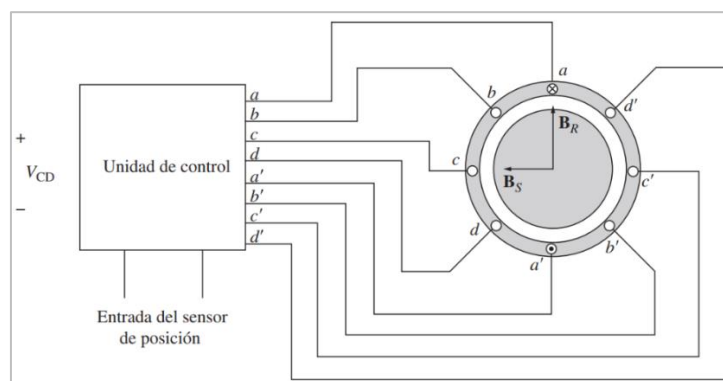 a
b
c
d
a′
b′
c′
d′
+
V_CD
−
Unidad de control
Entrada del sensor
de posición
a
b
d′
B_R
c
B_S
c′
d
b′
a′